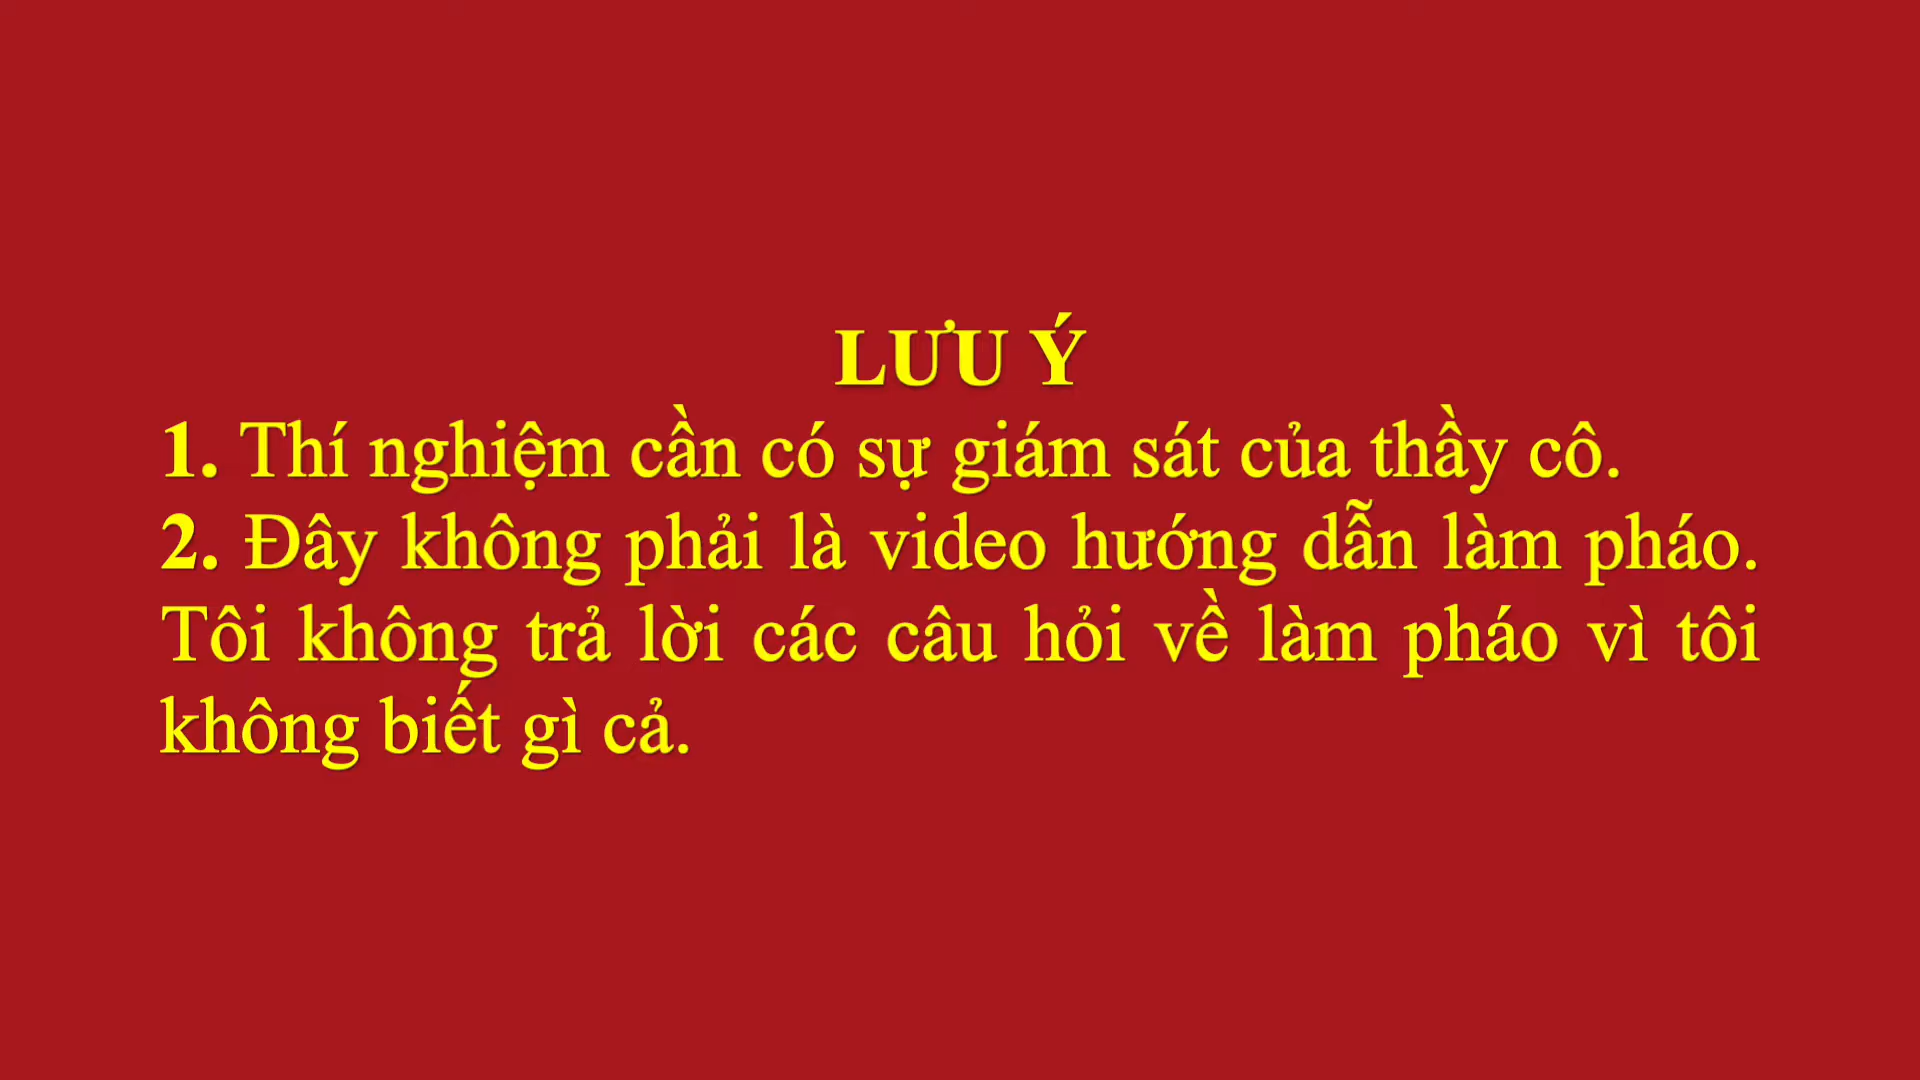 LƯU Ý
1. Thí nghiệm cần có sự giám sát của thầy cô.
2. Đây không phải là video hướng dẫn làm pháo.
Tôi không trả lời các câu hỏi về làm pháo vì tôi
không biết gì cả.